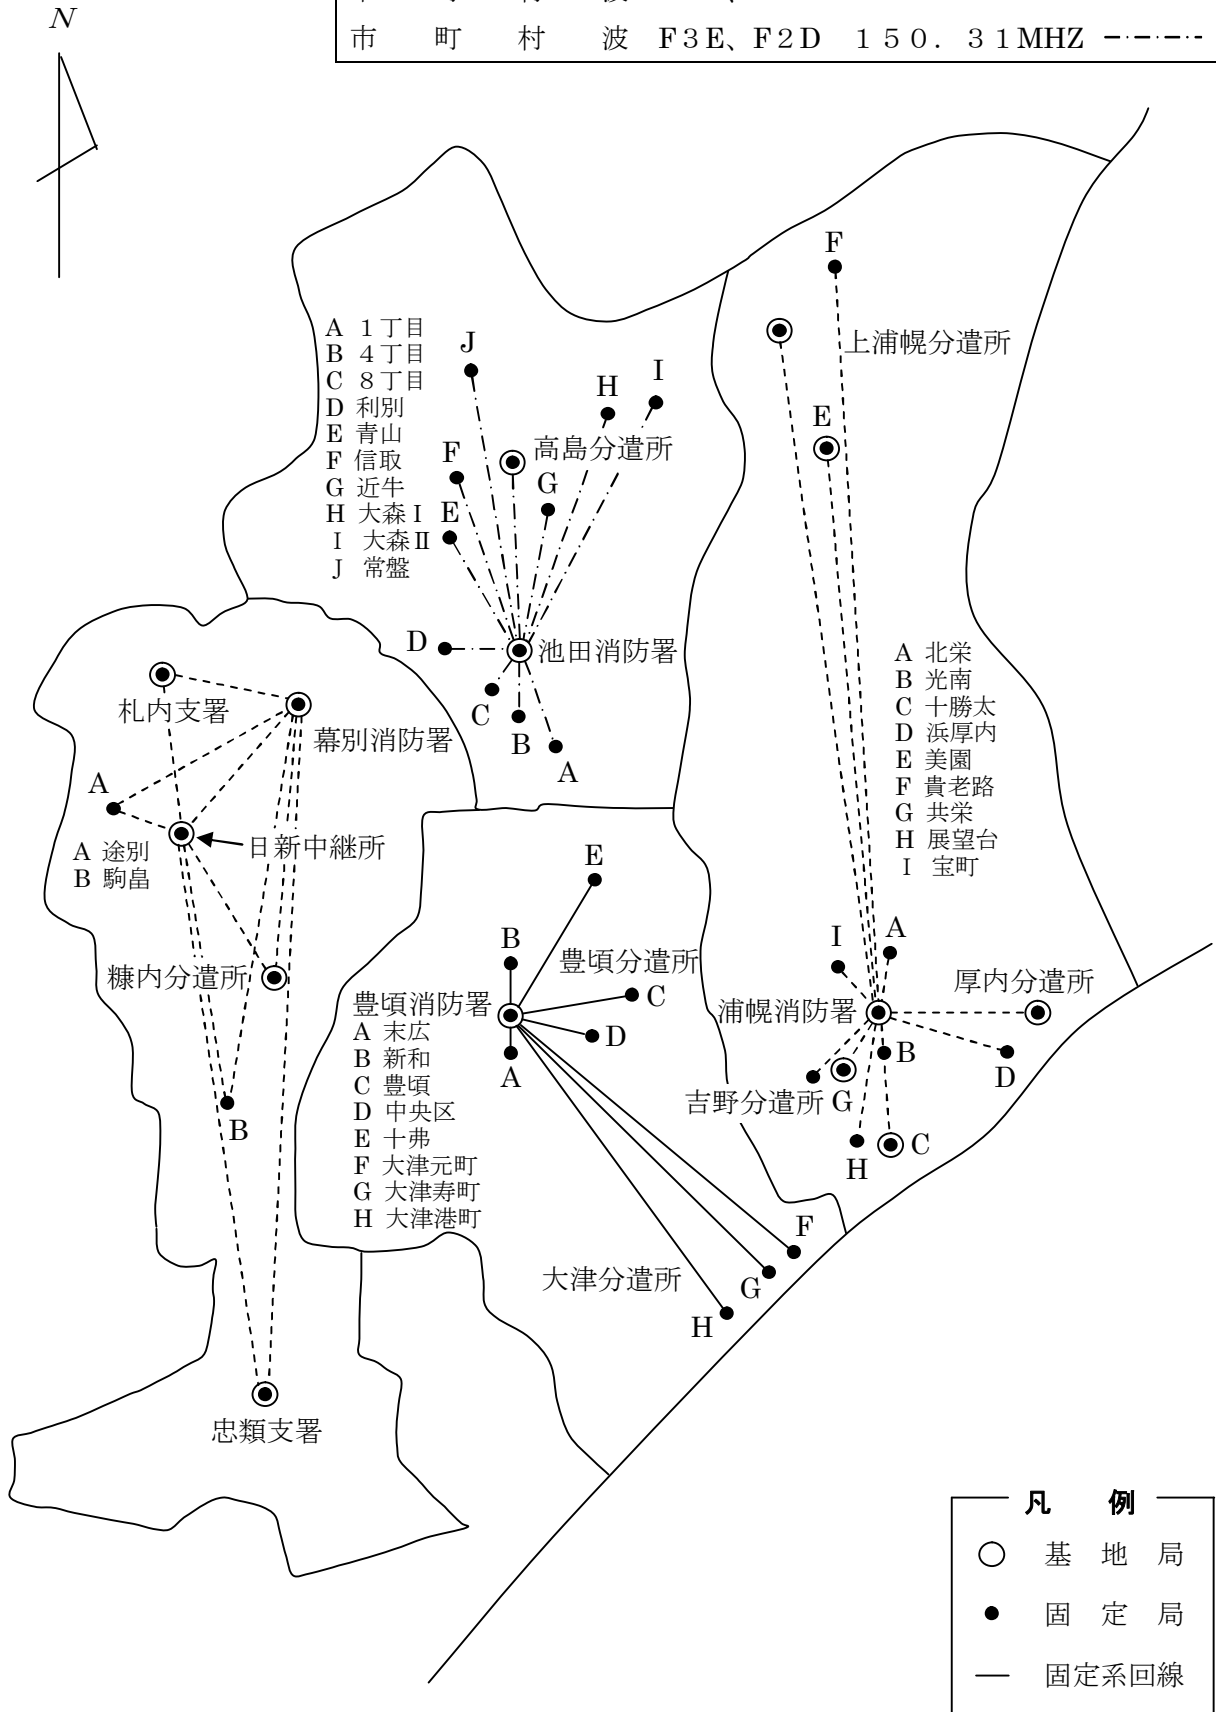 市 町 村 波 F3E、F2D １５０．３１MHZ
N
F
上浦幌分遣所
E
A １丁目
B ４丁目
C ８丁目
D 利別
E 青山
F 信取
G 近牛
H 大森Ⅰ
I 大森Ⅱ
J 常盤
J
H
I
高島分遣所
F
G
E
D
池田消防署
C
B
A
A 北栄
B 光南
C 十勝太
D 浜厚内
E 美園
F 貴老路
G 共栄
H 展望台
I 宝町
札内支署
幕別消防署
A
日新中継所
A 途別
B 駒畠
糠内分遣所
B
忠類支署
E
B
豊頃分遣所
C
豊頃消防署
D
A
A 末広
B 新和
C 豊頃
D 中央区
E 十弗
F 大津元町
G 大津寿町
H 大津港町
大津分遣所
F
G
H
I
A
厚内分遣所
浦幌消防署
B
D
吉野分遣所
G
H
C
凡 例
基 地 局
固 定 局
固定系回線